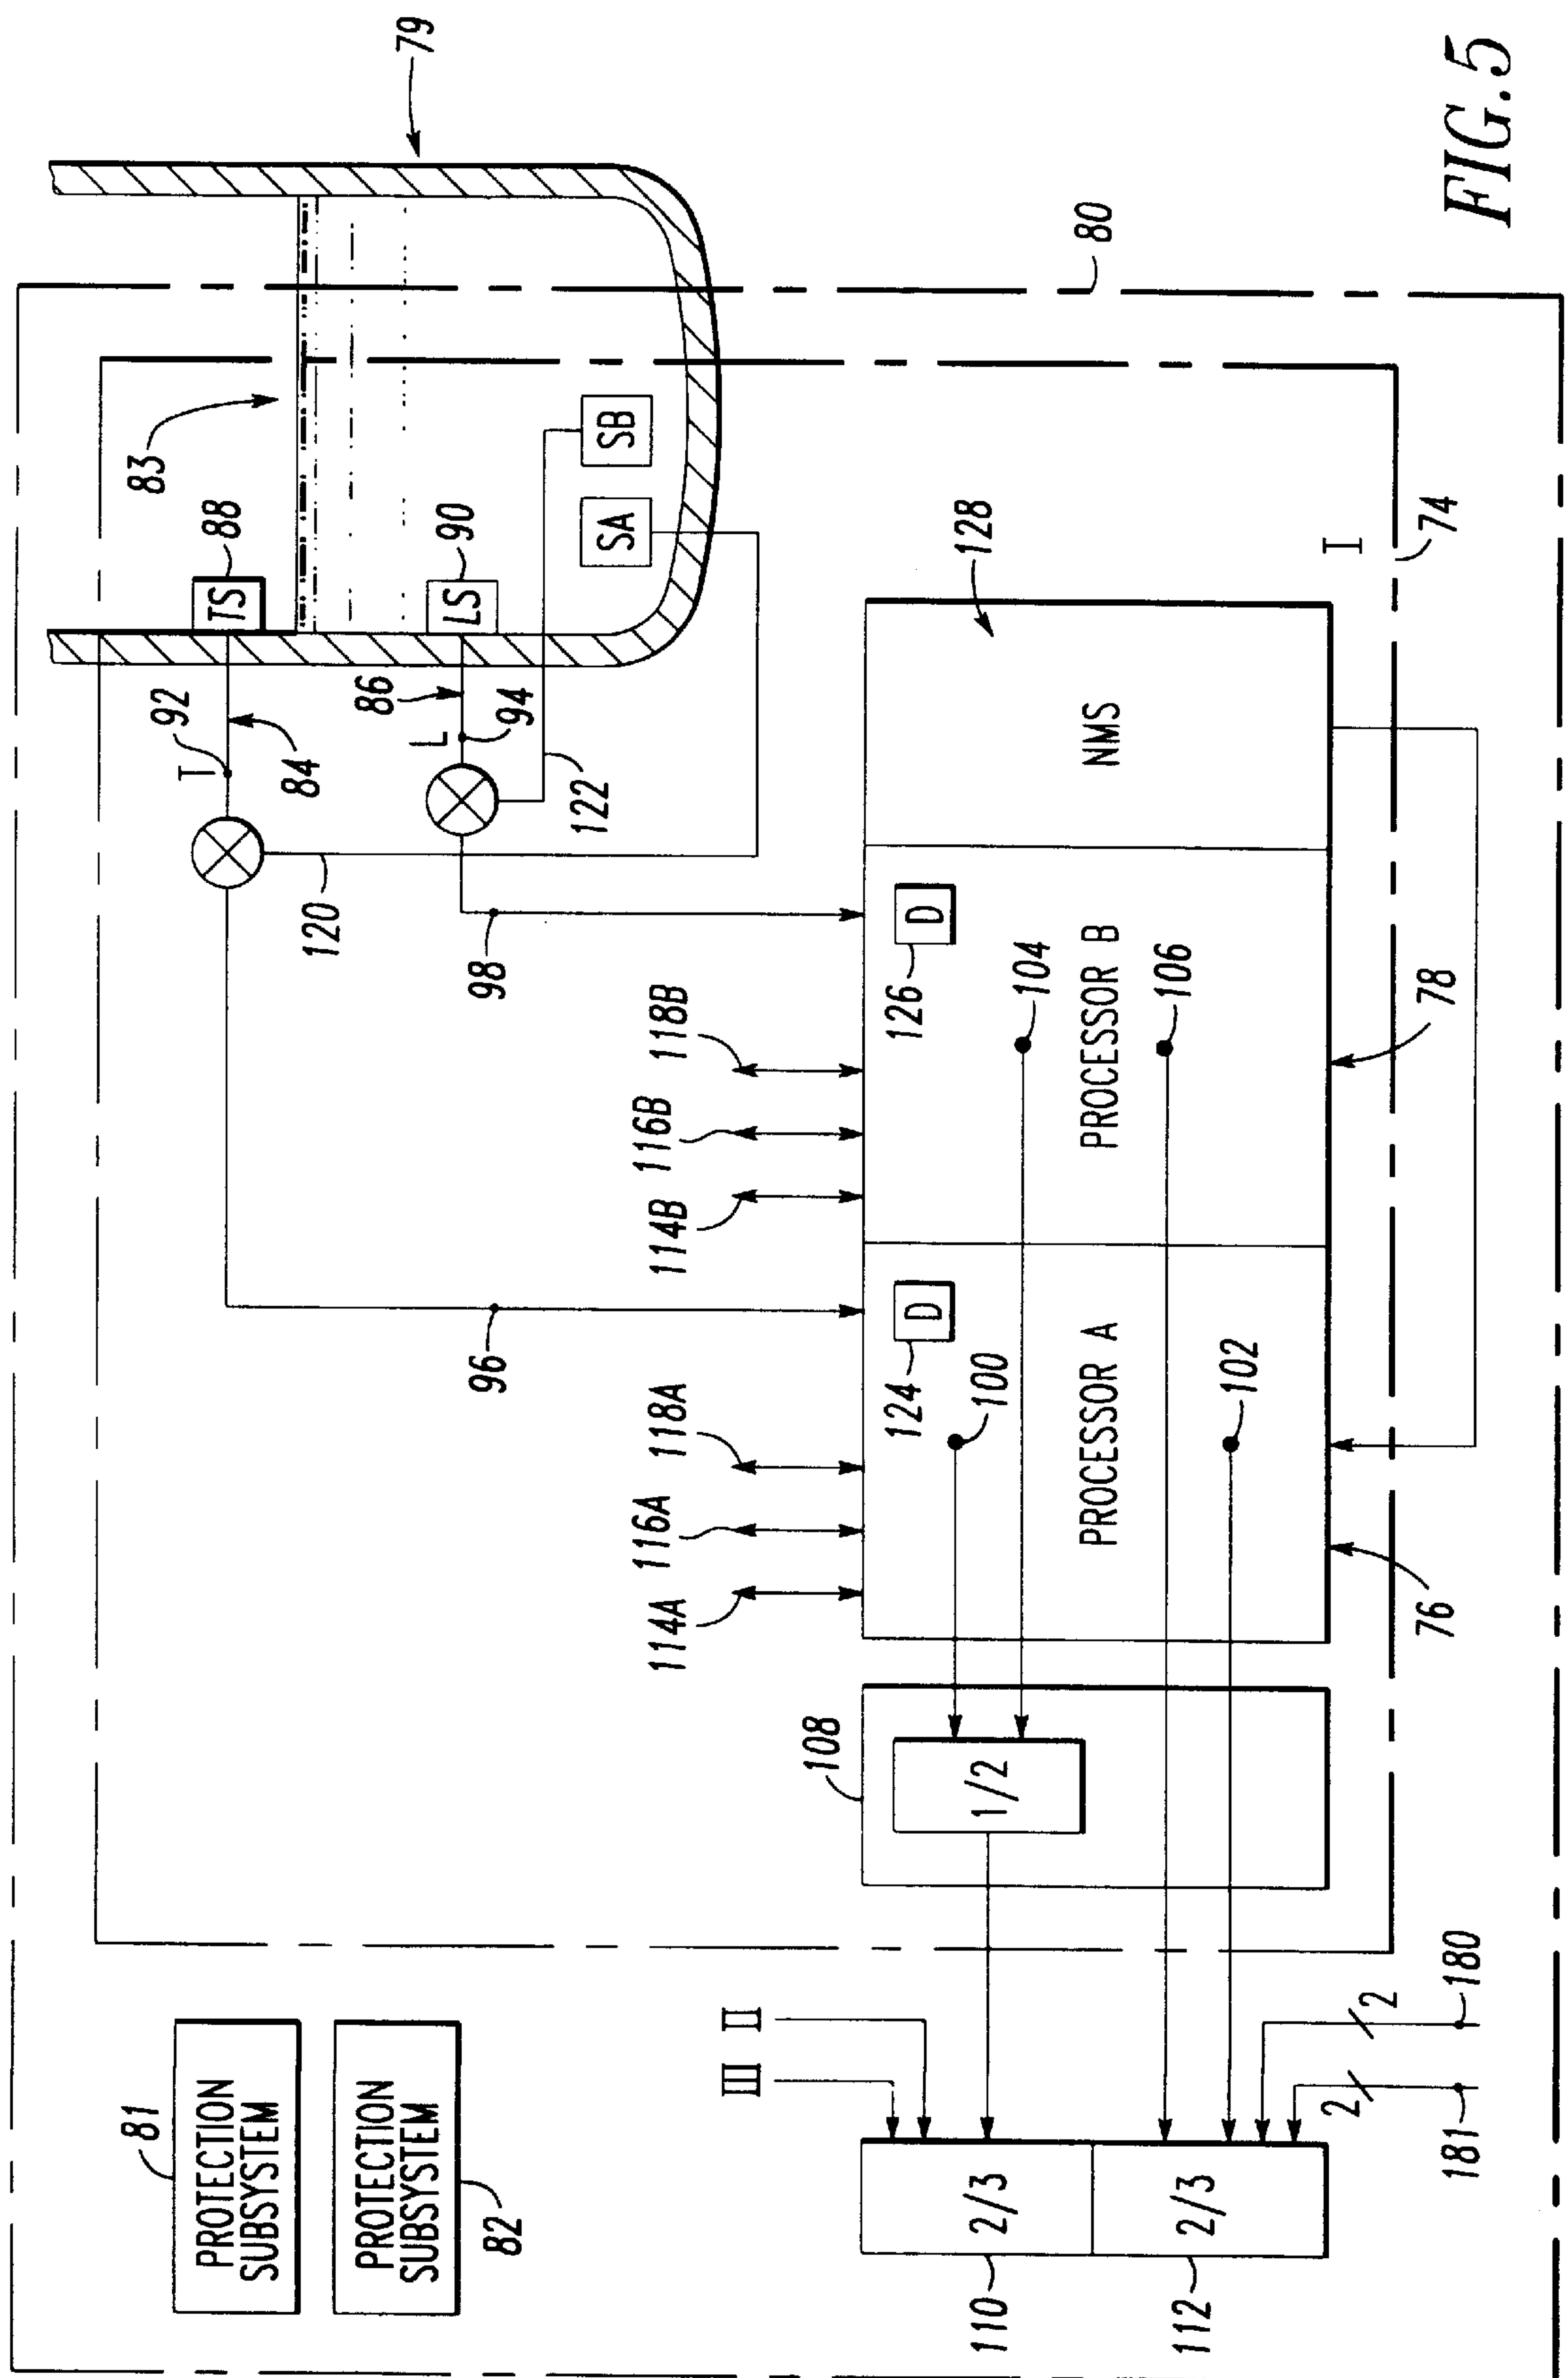 FIG. 5
79
80
83
TS
88
LS
90
SA
SB
92
T
84
86
L
94
120
122
96
98
128
NMS
I
74
118B
116B
114B
D
126
104
PROCESSOR B
106
78
118A
116A
114A
D
124
100
PROCESSOR A
102
76
108
1/2
II
III
2/3
110
2/3
112
2
180
2
181
81
PROTECTION
SUBSYSTEM
PROTECTION
SUBSYSTEM
82